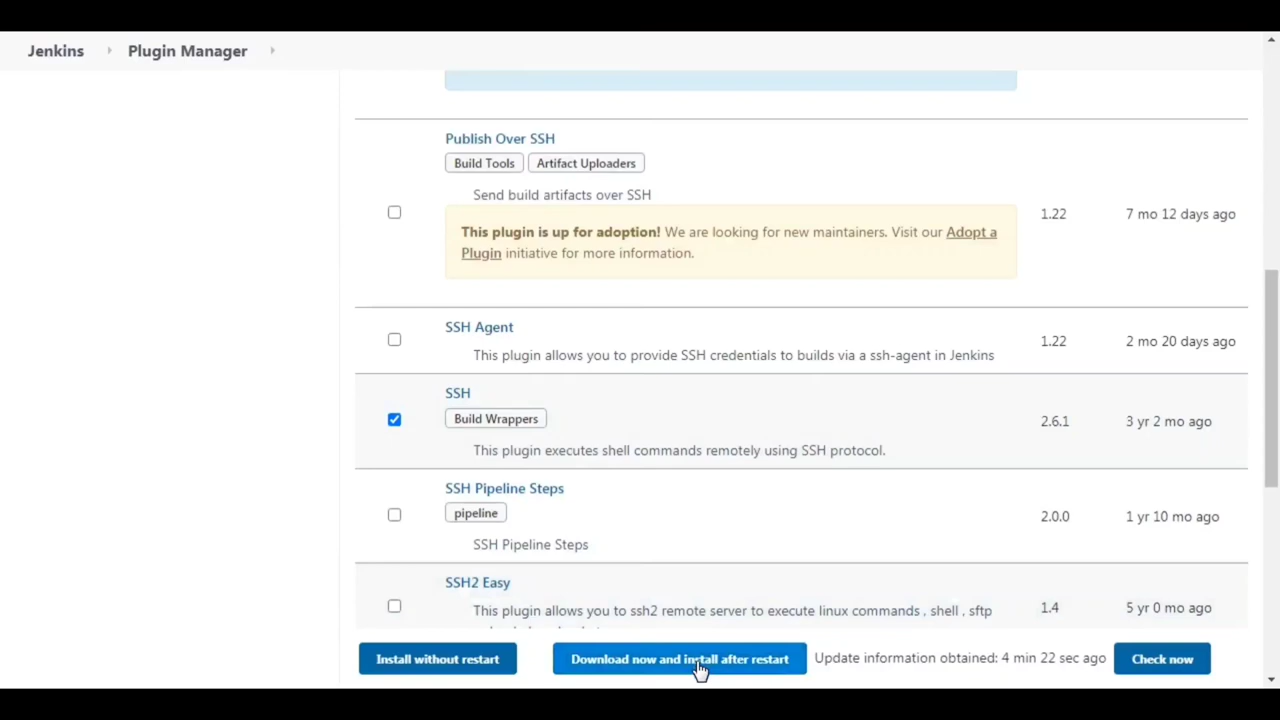 Jenkins
Plugin Manager
Publish Over SSH
Build Tools
Artifact Uploaders
Send build artifacts over SSH
This plugin is up for adoption! We are looking for new maintainers. Visit our Adopt a
Plugin initiative for more information.
1.22
7 mo 12 days ago
SSH Agent
This plugin allows you to provide SSH credentials to builds via a ssh-agent in Jenkins
1.22
2 mo 20 days ago
SSH
Build Wrappers
This plugin executes shell commands remotely using SSH protocol.
2.6.1
3 yr 2 mo ago
SSH Pipeline Steps
pipeline
SSH Pipeline Steps
2.0.0
1 yr 10 mo ago
SSH2 Easy
This plugin allows you to ssh2 remote server to execute linux commands , shell , sftp
1.4
5 yr 0 mo ago
Install without restart
Download now and install after restart
Update information obtained: 4 min 22 sec ago
Check now